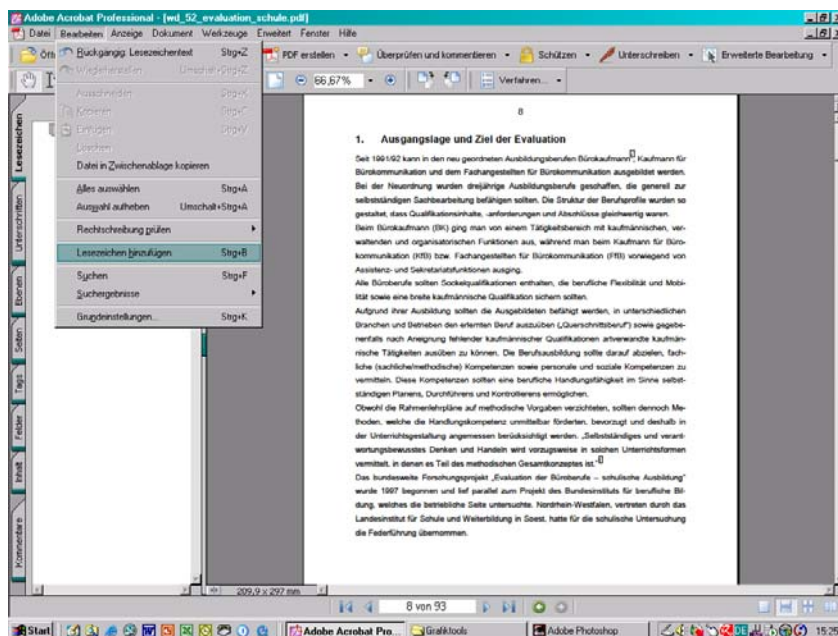 Adobe Acrobat Professional - [wd_52_evaluation_schule.pdf]
Datei Bearbeiten Anzeige Dokument Werkzeuge Erweitert Fenster Hilfe
PDF erstellen Überprüfen und kommentieren Schützen Unterschreiben Erweiterte Bearbeitung
66,67% Verfahren...
Rückgängig: Lesezeichentext Strg+Z
Wiederherstellen Umschalt+Strg+Z
Ausschneiden Strg+X
Kopieren Strg+C
Einfügen Strg+V
Löschen
Datei in Zwischenablage kopieren
Alles auswählen Strg+A
Auswahl aufheben Umschalt+Strg+A
Rechtschreibung prüfen
Lesezeichen hinzufügen Strg+B
Suchen Strg+F
Suchergebnisse
Grundeinstellungen... Strg+K
Lesezeichen
Unterschriften
Ebenen
Seiten
Tags
Felder
Inhalt
Kommentare
8
1. Ausgangslage und Ziel der Evaluation
Seit 1991/92 kann in den neu geordneten Ausbildungsberufen Bürokaufmann, Kaufmann für
Bürokommunikation und dem Fachangestellten für Bürokommunikation ausgebildet werden.
Bei der Neuordnung wurden dreijährige Ausbildungsberufe geschaffen, die generell zur
selbstständigen Sachbearbeitung befähigen sollten. Die Struktur der Berufsprofile wurden so
gestaltet, dass Qualifikationsinhalte, -anforderungen und Abschlüsse gleichwertig waren.
Beim Bürokaufmann (BK) ging man von einem Tätigkeitsbereich mit kaufmännischen, ver-
waltenden und organisatorischen Funktionen aus, während man beim Kaufmann für Büro-
kommunikation (KfB) bzw. Fachangestellten für Bürokommunikation (FfB) vorwiegend von
Assistenz- und Sekretariatsfunktionen ausging.
Alle Büroberufe sollten Sockelqualifikationen enthalten, die berufliche Flexibilität und Mobi-
lität sowie eine breite kaufmännische Qualifikation sichern sollten.
Aufgrund ihrer Ausbildung sollten die Ausgebildeten befähigt werden, in unterschiedlichen
Branchen und Betrieben den erlernten Beruf auszuüben („Querschnittsberuf“) sowie gegebe-
nenfalls nach Aneignung fehlender kaufmännischer Qualifikationen artverwandte kaufmän-
nische Tätigkeiten ausüben zu können. Die Berufsausbildung sollte darauf abzielen, fach-
liche (sachliche/methodische) Kompetenzen sowie personale und soziale Kompetenzen zu
vermitteln. Diese Kompetenzen sollten eine berufliche Handlungsfähigkeit im Sinne selbst-
ständigen Planens, Durchführens und Kontrollierens ermöglichen.
Obwohl die Rahmenlehrpläne auf methodische Vorgaben verzichteten, sollten dennoch Me-
thoden, welche die Handlungskompetenz unmittelbar förderten, bevorzugt und deshalb in
der Unterrichtsgestaltung angemessen berücksichtigt werden. „Selbstständiges und verant-
wortungsbewusstes Denken und Handeln wird vorzugsweise in solchen Unterrichtsformen
vermittelt, in denen es Teil des methodischen Gesamtkonzeptes ist.“
Das bundesweite Forschungsprojekt „Evaluation der Büroberufe – schulische Ausbildung“
wurde 1997 begonnen und lief parallel zum Projekt des Bundesinstituts für berufliche Bil-
dung, welches die betriebliche Seite untersuchte. Nordrhein-Westfalen, vertreten durch das
Landesinstitut für Schule und Weiterbildung in Soest, hatte für die schulische Untersuchung
die Federführung übernommen.
209,9 x 297 mm
8 von 93
Start Adobe Acrobat Pro... Grafiktools Adobe Photoshop